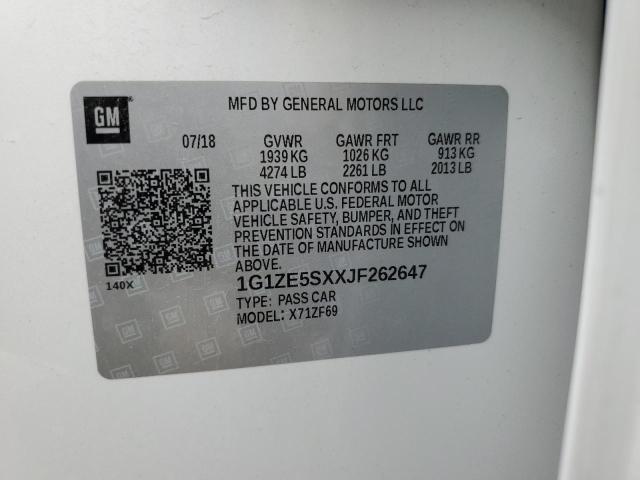 MFD BY GENERAL MOTORS LLC
GM
07/18 GVWR GAWR FRT GAWR RR
1939 KG 1026 KG 913 KG
4274 LB 2261 LB 2013 LB
THIS VEHICLE CONFORMS TO ALL
APPLICABLE U.S. FEDERAL MOTOR
VEHICLE SAFETY, BUMPER, AND THEFT
PREVENTION STANDARDS IN EFFECT ON
THE DATE OF MANUFACTURE SHOWN
ABOVE.
140X
1G1ZE5SXXJF262647
TYPE: PASS CAR
MODEL: X71ZF69